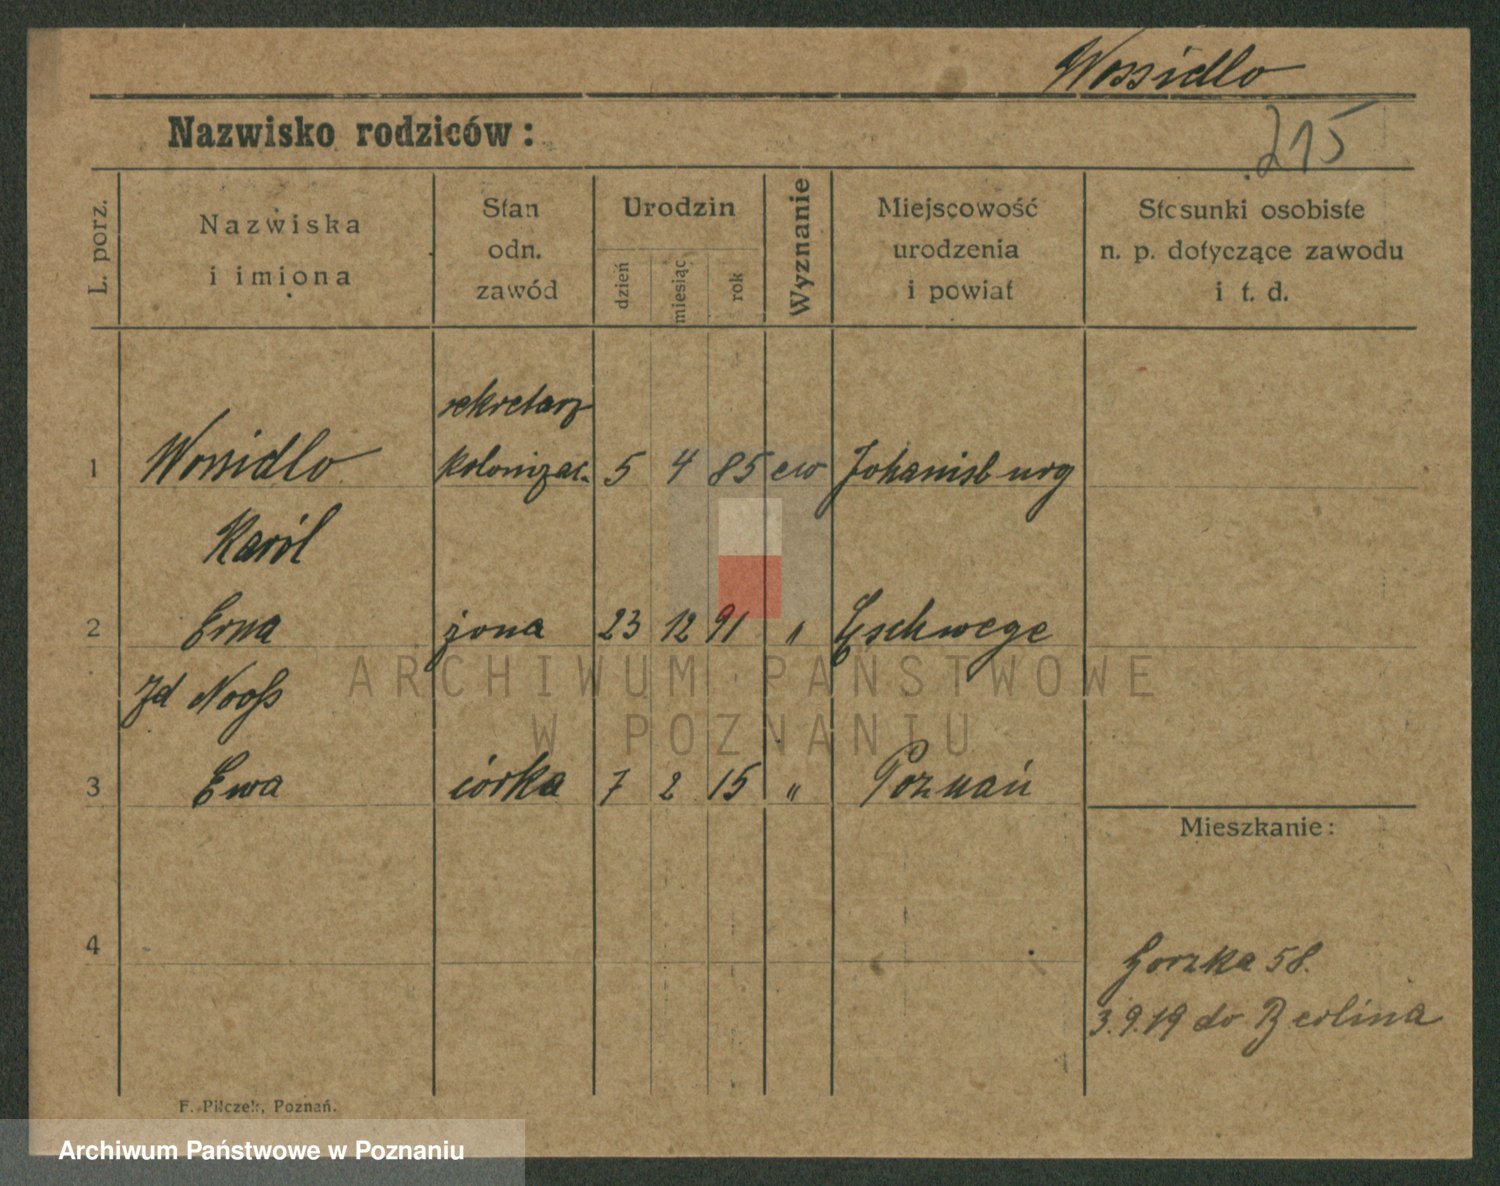 Wossidlo
Nazwisko rodziców:
215
L. porz.
Nazwiska
i imiona
Stan
odn.
zawód
Urodzin
dzień
miesiąc
rok
Wyznanie
Miejscowość
urodzenia
i powiat
Stosunki osobiste
n. p. dotyczące zawodu
i t. d.
sekretarz
1 Wossidlo kolonizac. 5 4 85 ew Johanisburg
Karól
2 Erna żona 23 12 91 " Eschwege
Nooſs
3 Ewa córka 7 2 15 " Poznań
Mieszkanie:
4
Gorzka 58.
3.9.19 do Berlina
F. Pilczek, Poznań.
ARCHIWUM PAŃSTWOWE
W POZNANIU
Archiwum Państwowe w Poznaniu